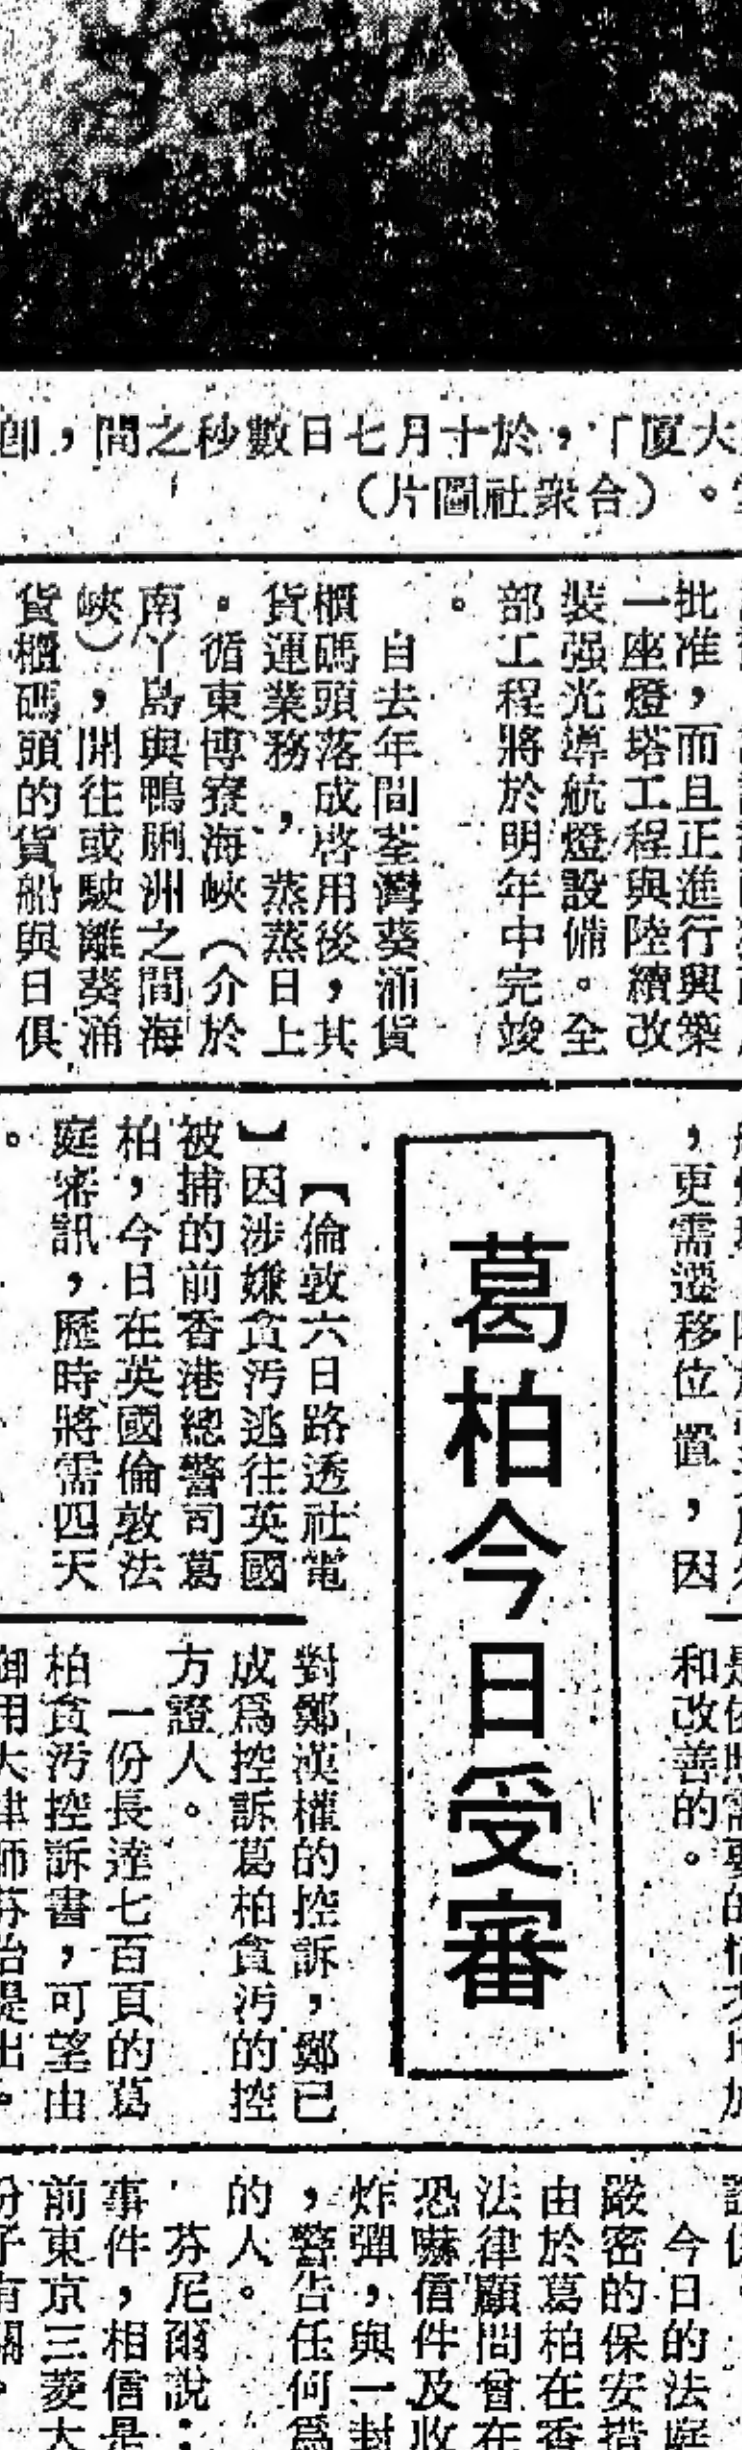 大厦「，於十月七日數秒之間，卽
。（合衆社圖片）
批准，而且正進行興築
一座燈塔工程與陸續改
裝强光導航燈設備。全
部工程將於明年中完竣
。
自去年間荃灣葵涌貨
櫃碼頭落成啓用後，其
貨運業務，蒸蒸日上
。循東博寮海峽（介於
南丫島與鴨脷洲之間海
峽），開往或駛離葵涌
貨櫃碼頭的貨船與日俱
，更需遷移位置，因
葛柏今日受審
【倫敦六日路透社電
】因涉嫌貪汚逃往英國
被捕的前香港總警司葛
柏，今日在英國倫敦法
庭審訊，歷時將需四天
。
和改善的。
對鄭漢權的控訴，鄭已
成爲控訴葛柏貪汚的控
方證人。
一份長達七百頁的葛
柏貪汚控訴書，可望由
御用大律師芬治提出。
今日的法庭
嚴密的保安措
由於葛柏在香
法律顧問曾在
恐嚇信件及收
炸彈，與一封
，警告任何爲
的人。
芬尼爾說：
事件，相信是
前東京三菱大
份子有關，